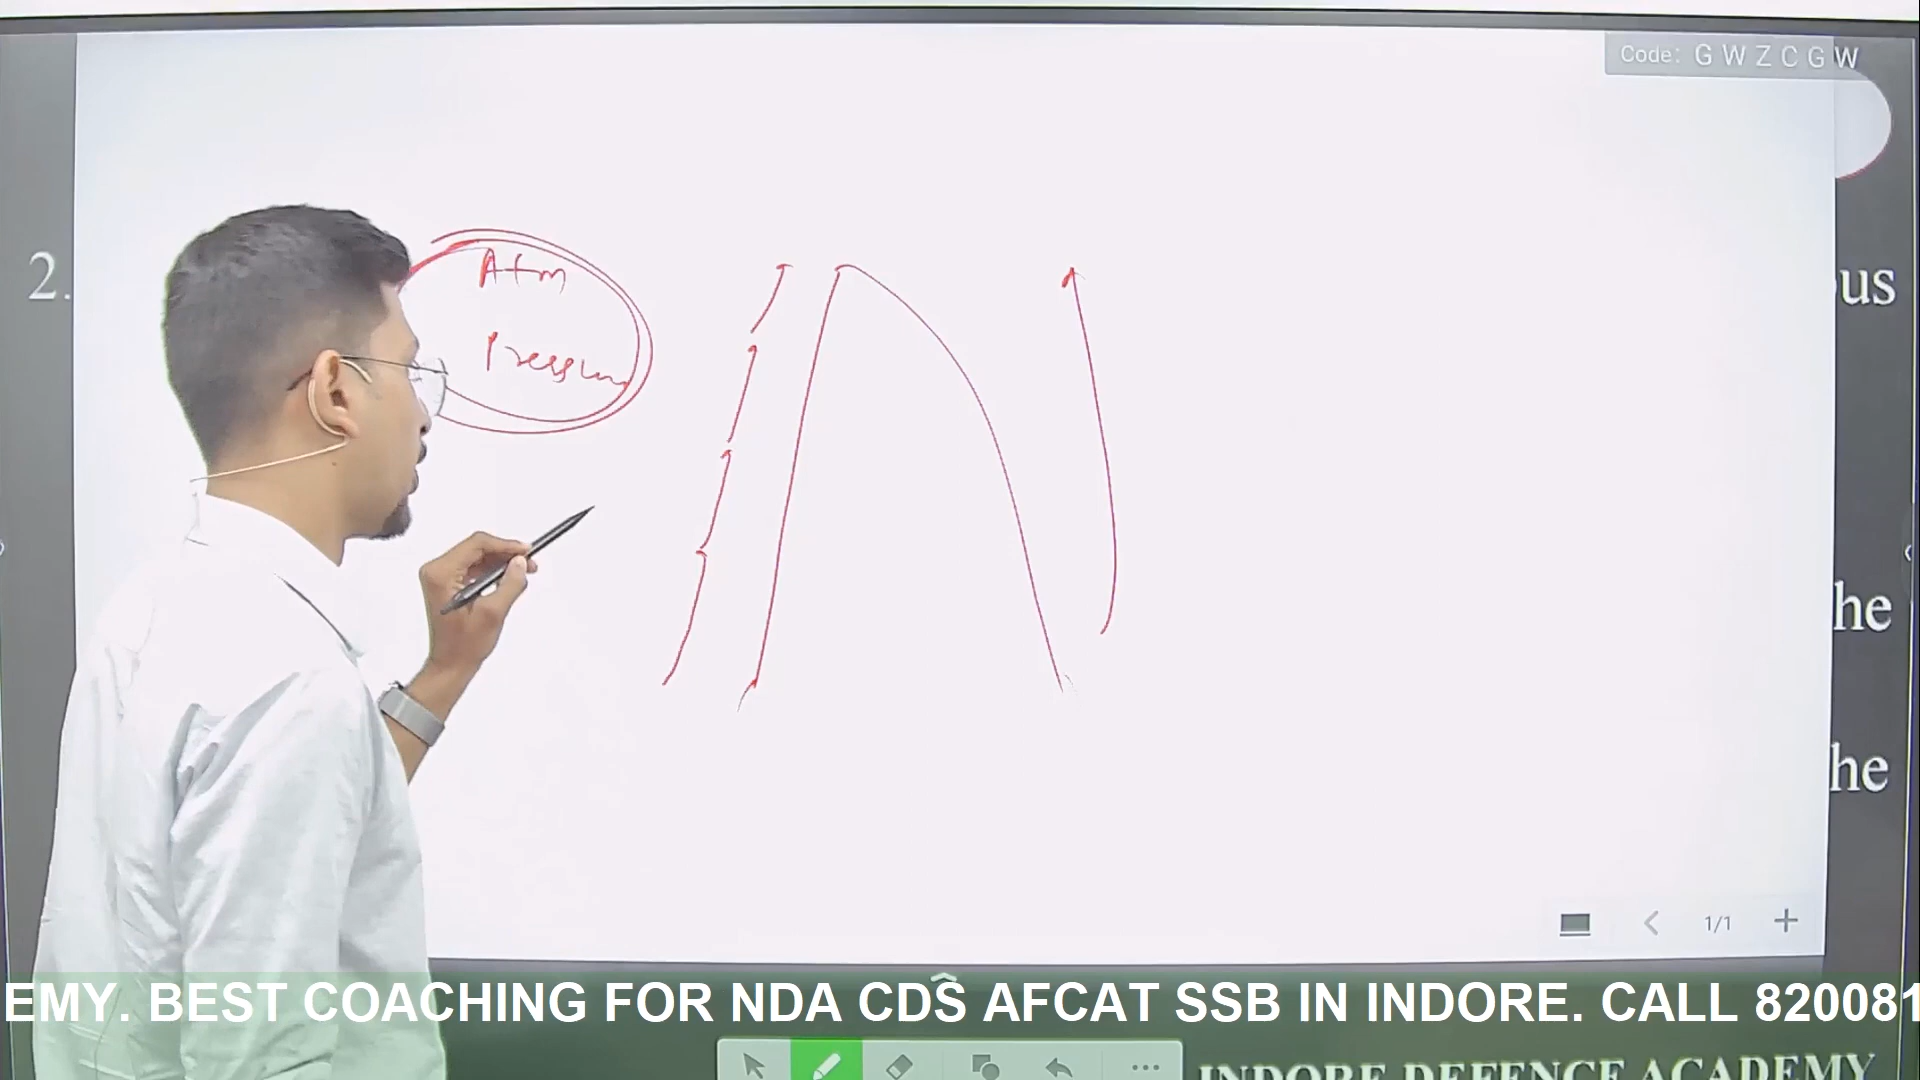 Code: G W Z C G W
2.
us
Atm
Pressure
he
he
1/1
EMY. BEST COACHING FOR NDA CDS AFCAT SSB IN INDORE. CALL 820081
INDORE DEFENCE ACADEMY